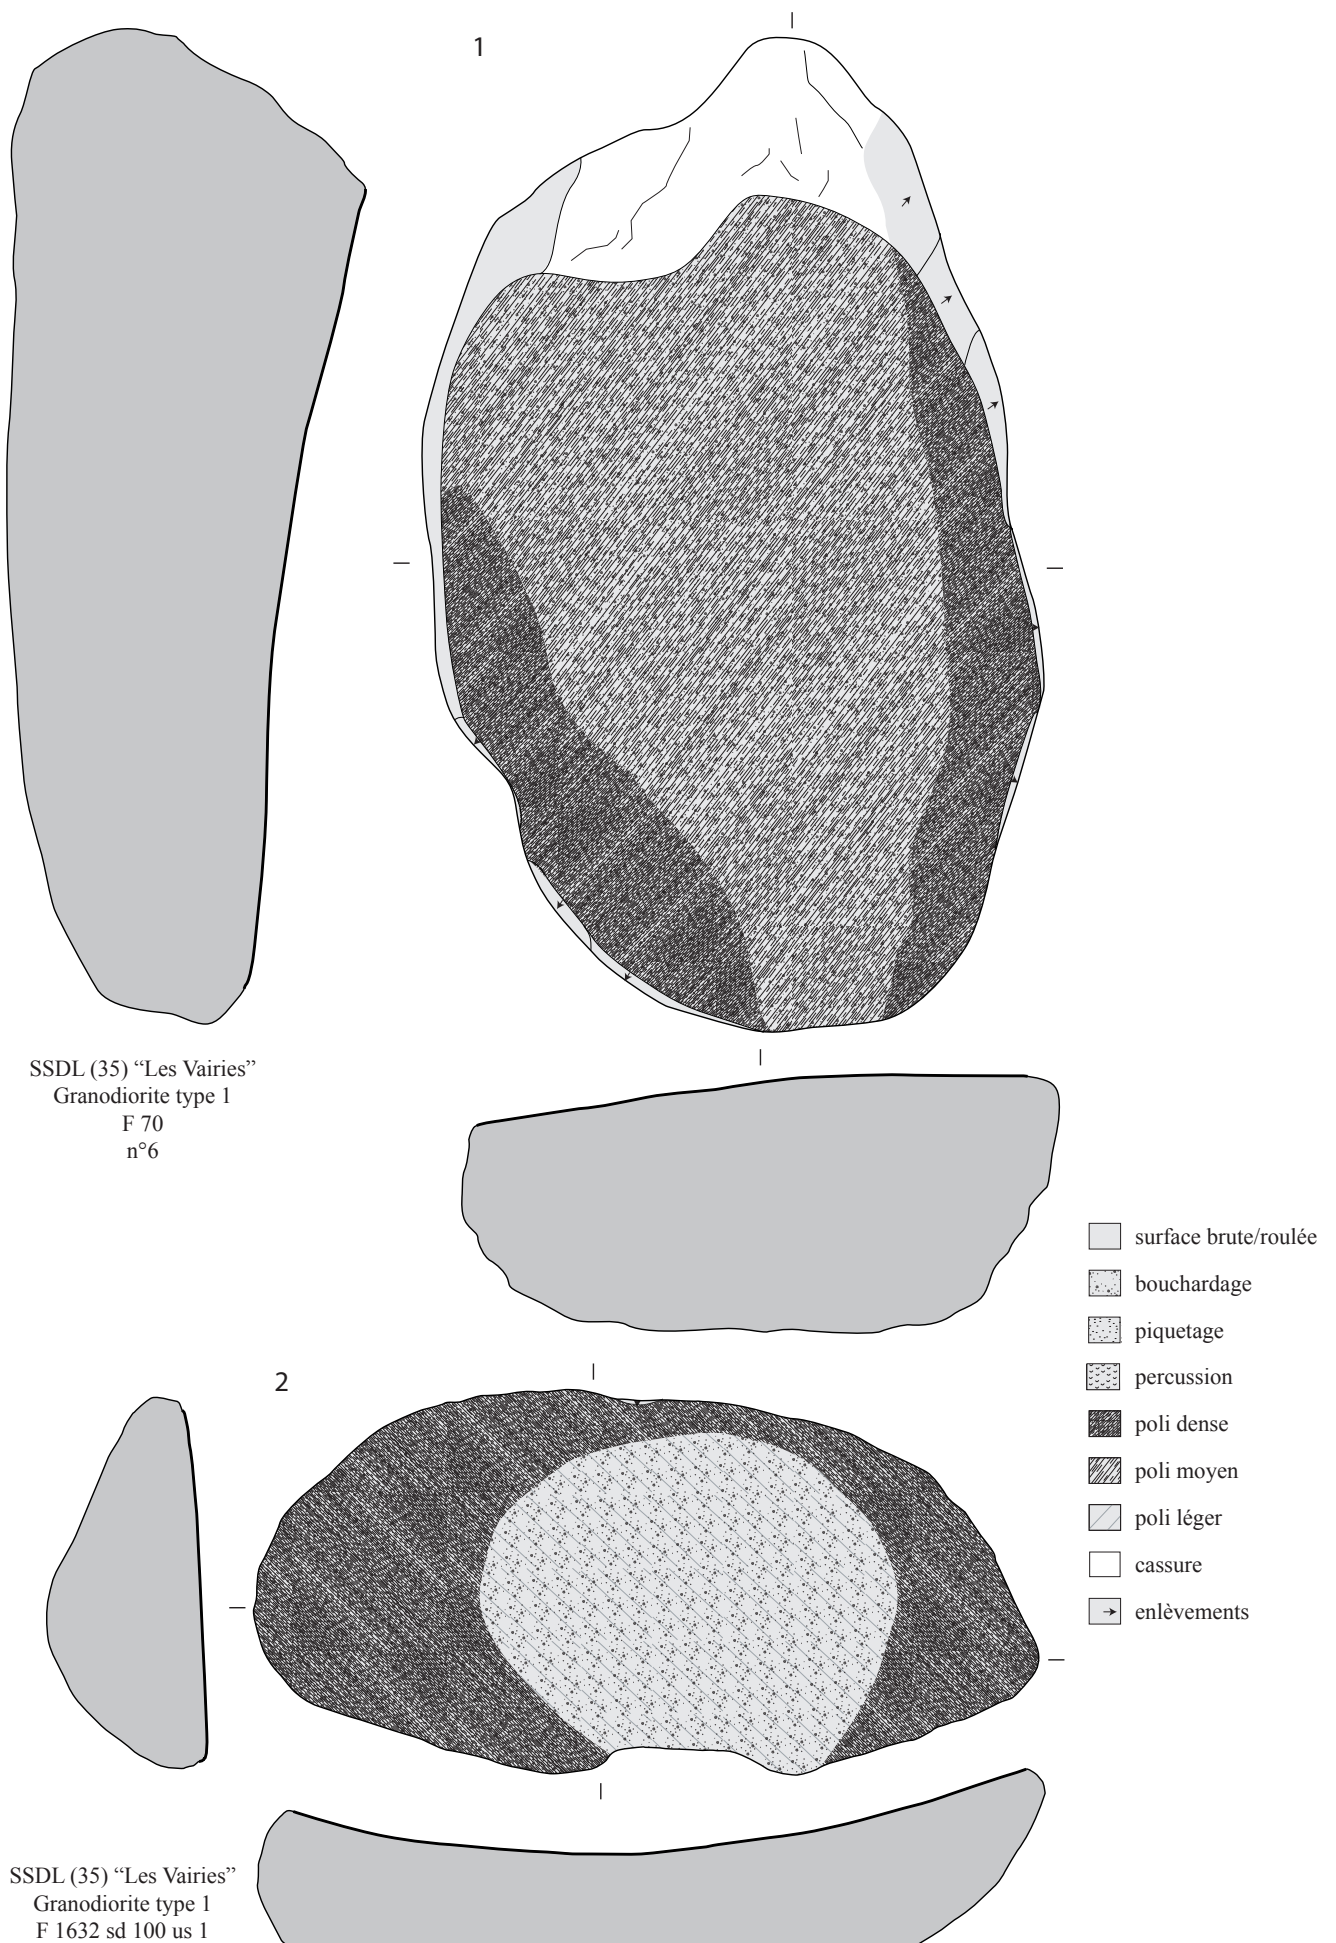 1
SSDL (35) “Les Vairies”
Granodiorite type 1
F 70
n°6
surface brute/roulée
bouchardage
piquetage
percussion
poli dense
poli moyen
poli léger
cassure
enlèvements
2
SSDL (35) “Les Vairies”
Granodiorite type 1
F 1632 sd 100 us 1